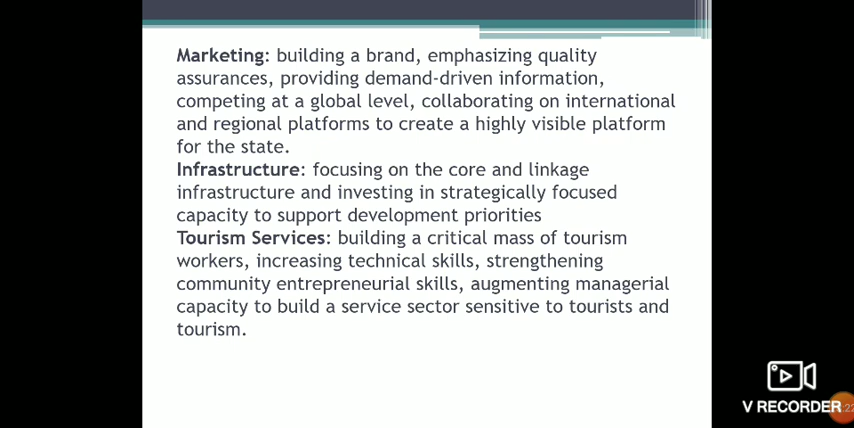 Marketing: building a brand, emphasizing quality
assurances, providing demand-driven information,
competing at a global level, collaborating on international
and regional platforms to create a highly visible platform
for the state.
Infrastructure: focusing on the core and linkage
infrastructure and investing in strategically focused
capacity to support development priorities
Tourism Services: building a critical mass of tourism
workers, increasing technical skills, strengthening
community entrepreneurial skills, augmenting managerial
capacity to build a service sector sensitive to tourists and
tourism.
V RECORDER